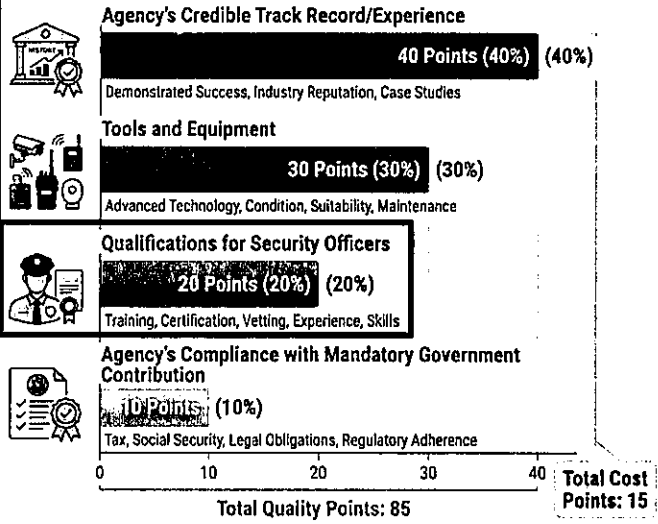 Agency's Credible Track Record/Experience
HISTORY
40 Points (40%) (40%)
Demonstrated Success, Industry Reputation, Case Studies
Tools and Equipment
30 Points (30%) (30%)
Advanced Technology, Condition, Suitability, Maintenance
Qualifications for Security Officers
20 Points (20%) (20%)
Training, Certification, Vetting, Experience, Skills
Agency's Compliance with Mandatory Government
Contribution
10 Points (10%)
Tax, Social Security, Legal Obligations, Regulatory Adherence
0 10 20 30 40
Total Quality Points: 85
Total Cost
Points: 15